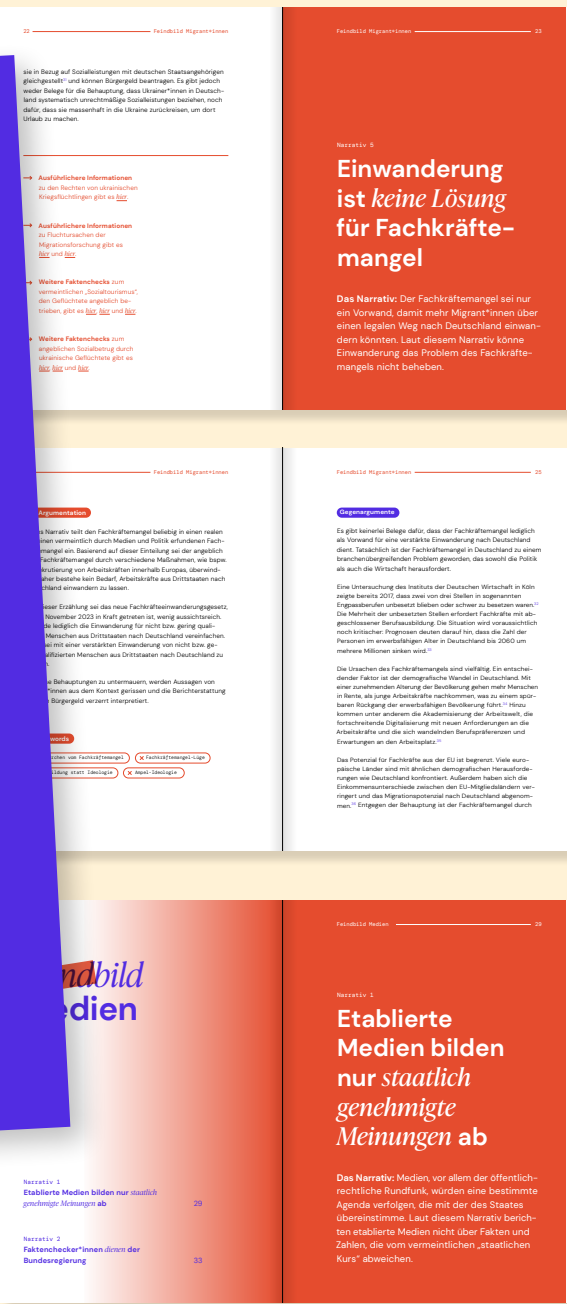 22 Feindbild Migrant*innen
sie in Bezug auf Sozialleistungen mit deutschen Staatsangehörigen
gleichgestellt und können Bürgergeld beantragen. Es gibt jedoch
weder Belege für die Behauptung, dass Ukrainer*innen in Deutsch-
land systematisch unrechtmäßige Sozialleistungen beziehen, noch
dafür, dass sie massenhaft in die Ukraine zurückreisen, um dort
Urlaub zu machen.
→ Ausführlichere Informationen
zu den Rechten von ukrainischen
Kriegsflüchtlingen gibt es hier.
→ Ausführlichere Informationen
zu Fluchtursachen der
Migrationsforschung gibt es
hier und hier.
Weitere Faktenchecks zum
vermeintlichen „Sozialtourismus“,
den Geflüchtete angeblich be-
trieben, gibt es hier, hier und hier.
Weitere Faktenchecks zum
angeblichen Sozialbetrug durch
ukrainische Geflüchtete gibt es
hier, hier und hier.
Feindbild Migrant*innen 23
Narrativ 5
Einwanderung
ist keine Lösung
für Fachkräfte-
mangel
Das Narrativ: Der Fachkräftemangel sei nur
ein Vorwand, damit mehr Migrant*innen über
einen legalen Weg nach Deutschland einwan-
dern könnten. Laut diesem Narrativ könne
Einwanderung das Problem des Fachkräfte-
mangels nicht beheben.
Feindbild Migrant*innen
Argumentation
Narrativ teilt den Fachkräftemangel beliebig in einen realen
einen vermeintlich durch Medien und Politik erfundenen Fach-
mangel ein. Basierend auf dieser Einteilung sei der angeblich
Fachkräftemangel durch verschiedene Maßnahmen, wie bspw.
krutierung von Arbeitskräften innerhalb Europas, überwind-
aher bestehe kein Bedarf, Arbeitskräfte aus Drittstaaten nach
chland einwandern zu lassen.
ieser Erzählung sei das neue Fachkräfteeinwanderungsgesetz,
November 2023 in Kraft getreten ist, wenig aussichtsreich.
de lediglich die Einwanderung für nicht bzw. gering quali-
Menschen aus Drittstaaten nach Deutschland vereinfachen.
sei mit einer verstärkten Einwanderung von nicht bzw. ge-
alifizierten Menschen aus Drittstaaten nach Deutschland zu
n.
e Behauptungen zu untermauern, werden Aussagen von
*innen aus dem Kontext gerissen und die Berichterstattung
Bürgergeld verzerrt interpretiert.
words
rchen vom Fachkräftemangel × Fachkräftemangel-Lüge
ildung statt Ideologie × Ampel-Ideologie
Feindbild Migrant*innen 25
Gegenargumente
Es gibt keinerlei Belege dafür, dass der Fachkräftemangel lediglich
als Vorwand für eine verstärkte Einwanderung nach Deutschland
dient. Tatsächlich ist der Fachkräftemangel in Deutschland zu einem
branchenübergreifenden Problem geworden, das sowohl die Politik
als auch die Wirtschaft herausfordert.
Eine Untersuchung des Instituts der Deutschen Wirtschaft in Köln
zeigte bereits 2017, dass zwei von drei Stellen in sogenannten
Engpassberufen unbesetzt blieben oder schwer zu besetzen waren.
Die Mehrheit der unbesetzten Stellen erfordert Fachkräfte mit ab-
geschlossener Berufsausbildung. Die Situation wird voraussichtlich
noch kritischer: Prognosen deuten darauf hin, dass die Zahl der
Personen im erwerbsfähigen Alter in Deutschland bis 2060 um
mehrere Millionen sinken wird.
Die Ursachen des Fachkräftemangels sind vielfältig. Ein entschei-
dender Faktor ist der demografische Wandel in Deutschland. Mit
einer zunehmenden Alterung der Bevölkerung gehen mehr Menschen
in Rente, als junge Arbeitskräfte nachkommen, was zu einem spür-
baren Rückgang der erwerbsfähigen Bevölkerung führt. Hinzu
kommen unter anderem die Akademisierung der Arbeitswelt, die
fortschreitende Digitalisierung mit neuen Anforderungen an die
Arbeitskräfte und die sich wandelnden Berufspräferenzen und
Erwartungen an den Arbeitsplatz.
Das Potenzial für Fachkräfte aus der EU ist begrenzt. Viele euro-
päische Länder sind mit ähnlichen demografischen Herausforde-
rungen wie Deutschland konfrontiert. Außerdem haben sich die
Einkommensunterschiede zwischen den EU-Mitgliedsländern ver-
ringert und das Migrationspotenzial nach Deutschland abgenom-
men. Entgegen der Behauptung ist der Fachkräftemangel durch
ndbild
edien
Narrativ 1
Etablierte Medien bilden nur staatlich
genehmigte Meinungen ab 29
Narrativ 2
Faktenchecker*innen dienen der
Bundesregierung 33
Feindbild Medien 29
Narrativ 1
Etablierte
Medien bilden
nur staatlich
genehmigte
Meinungen ab
Das Narrativ: Medien, vor allem der öffentlich-
rechtliche Rundfunk, würden eine bestimmte
Agenda verfolgen, die mit der des Staates
übereinstimme. Laut diesem Narrativ berich-
ten etablierte Medien nicht über Fakten und
Zahlen, die vom vermeintlichen „staatlichen
Kurs“ abweichen.